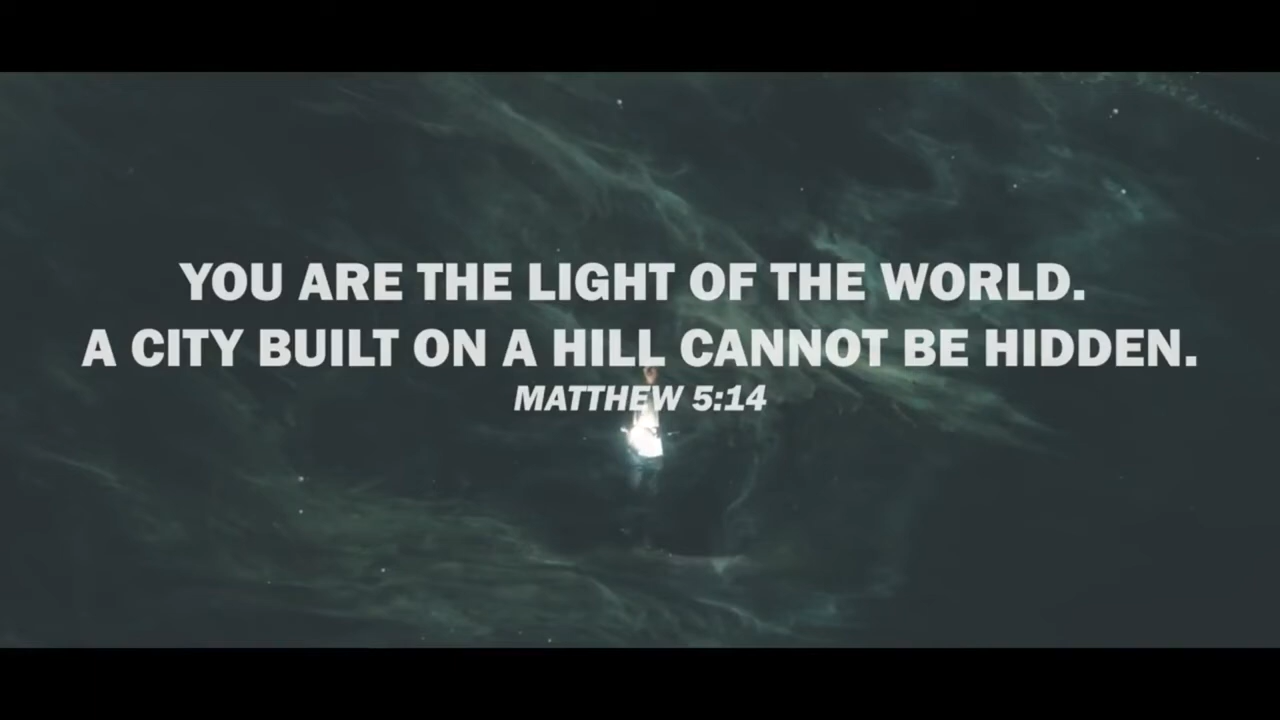 YOU ARE THE LIGHT OF THE WORLD.
A CITY BUILT ON A HILL CANNOT BE HIDDEN.
MATTHEW 5:14